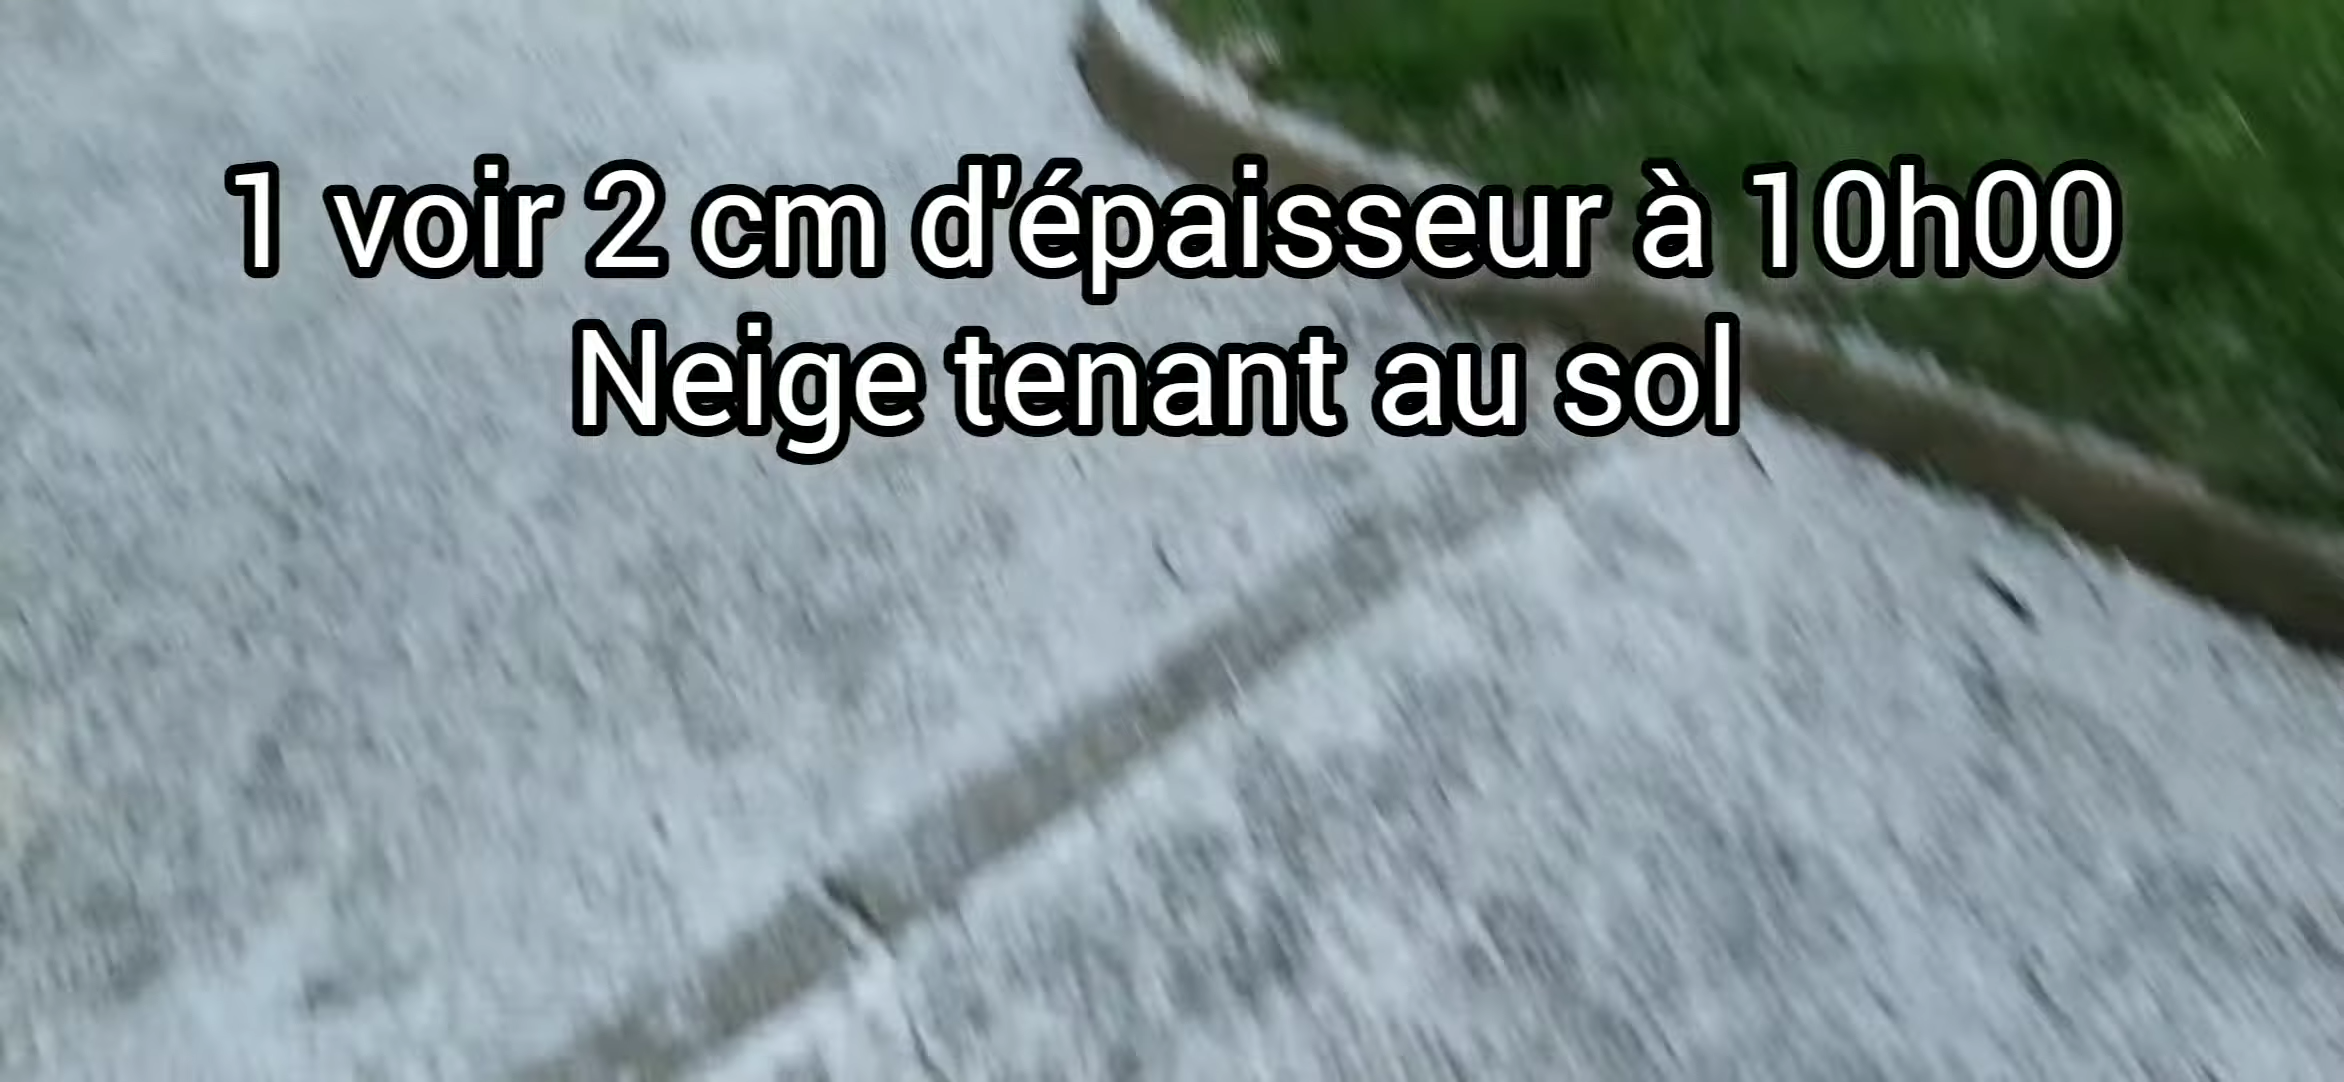 1 voir 2 cm d'épaisseur à 10h00
Neige tenant au sol